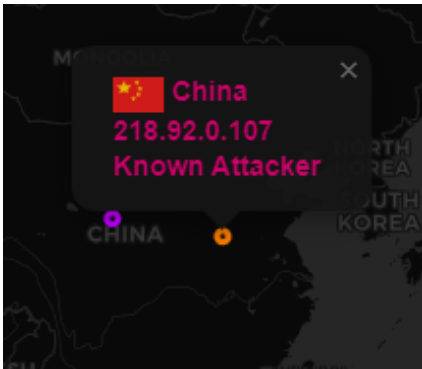 MONGOLIA
×
China
218.92.0.107
Known Attacker
NORTH
KOREA
SOUTH
KOREA
CHINA